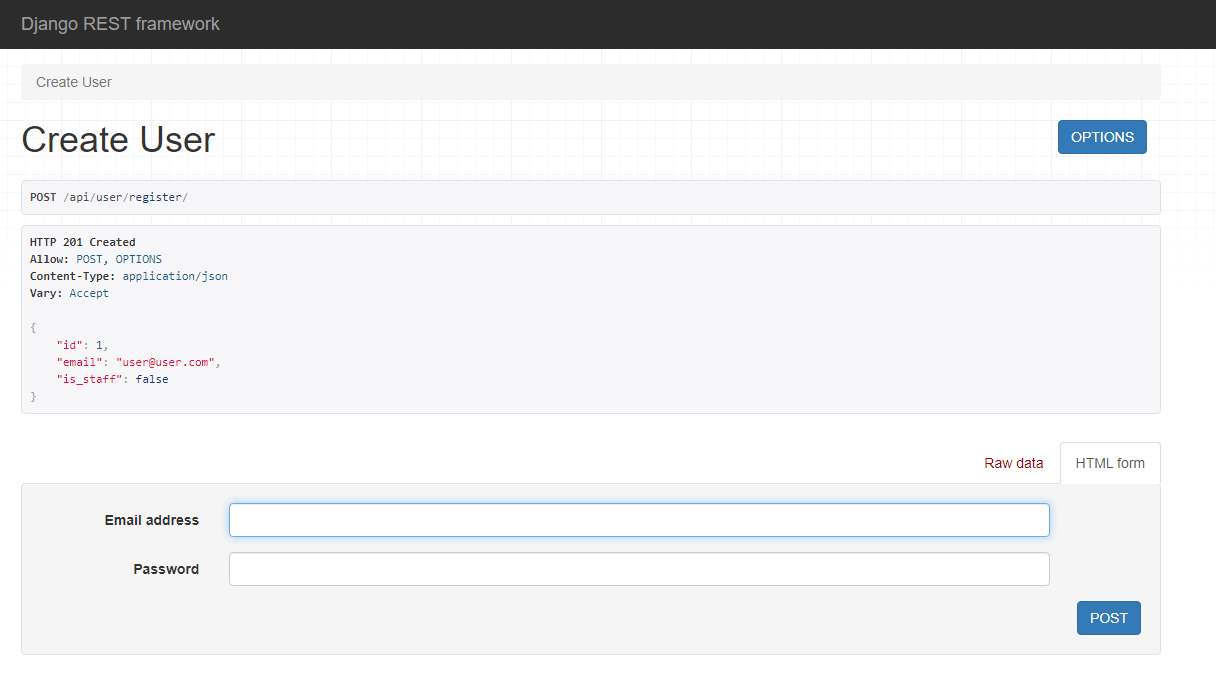 Django REST framework
Create User
Create User
OPTIONS
POST /api/user/register/
HTTP 201 Created
Allow: POST, OPTIONS
Content-Type: application/json
Vary: Accept
{
    "id": 1,
    "email": "user@user.com",
    "is_staff": false
}
Raw data
HTML form
Email address
Password
POST